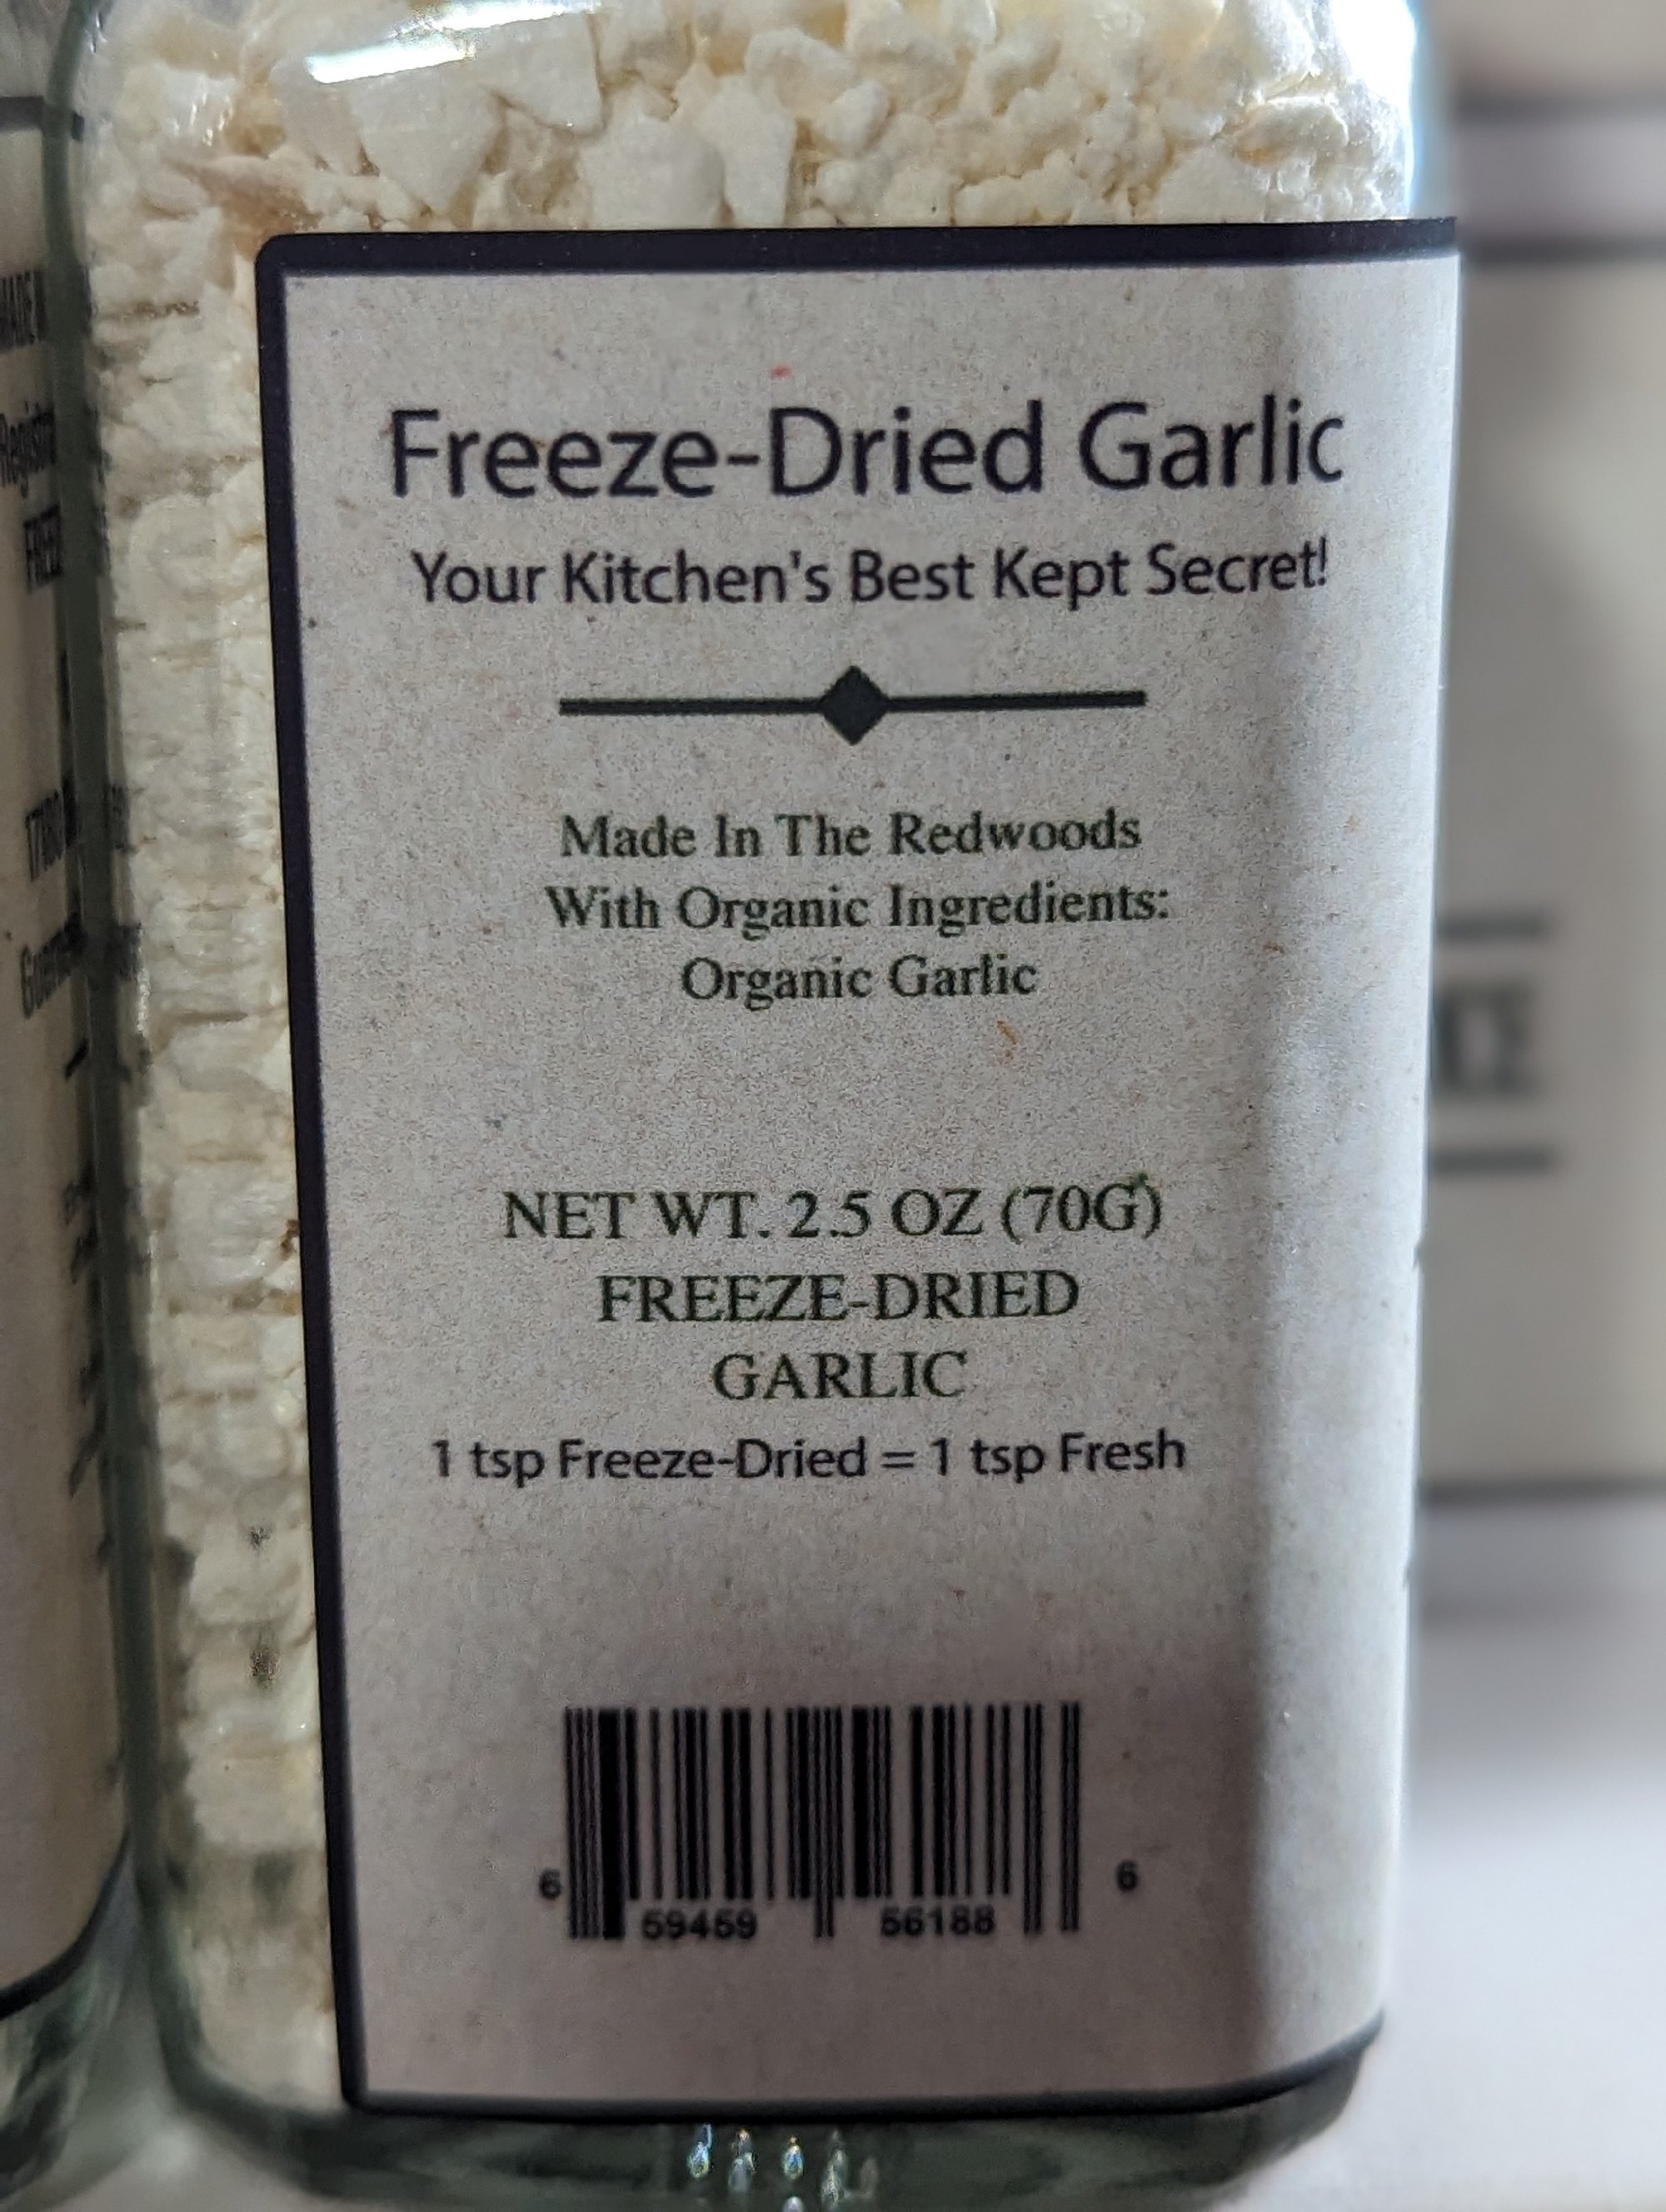 Freeze-Dried Garlic
Your Kitchen's Best Kept Secret!
Made In The Redwoods
With Organic Ingredients:
Organic Garlic
NET WT. 2.5 OZ (70G)
FREEZE-DRIED
GARLIC
1 tsp Freeze-Dried = 1 tsp Fresh
6 59459 56188 6